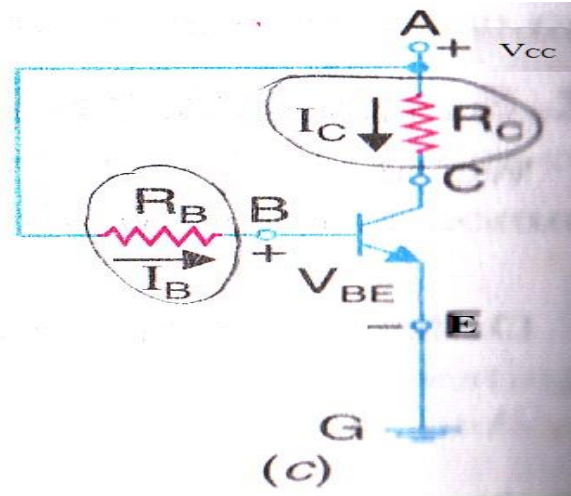 A
+ VCC
IC RC
C
RB B
IB +
VBE
— E
G
(c)